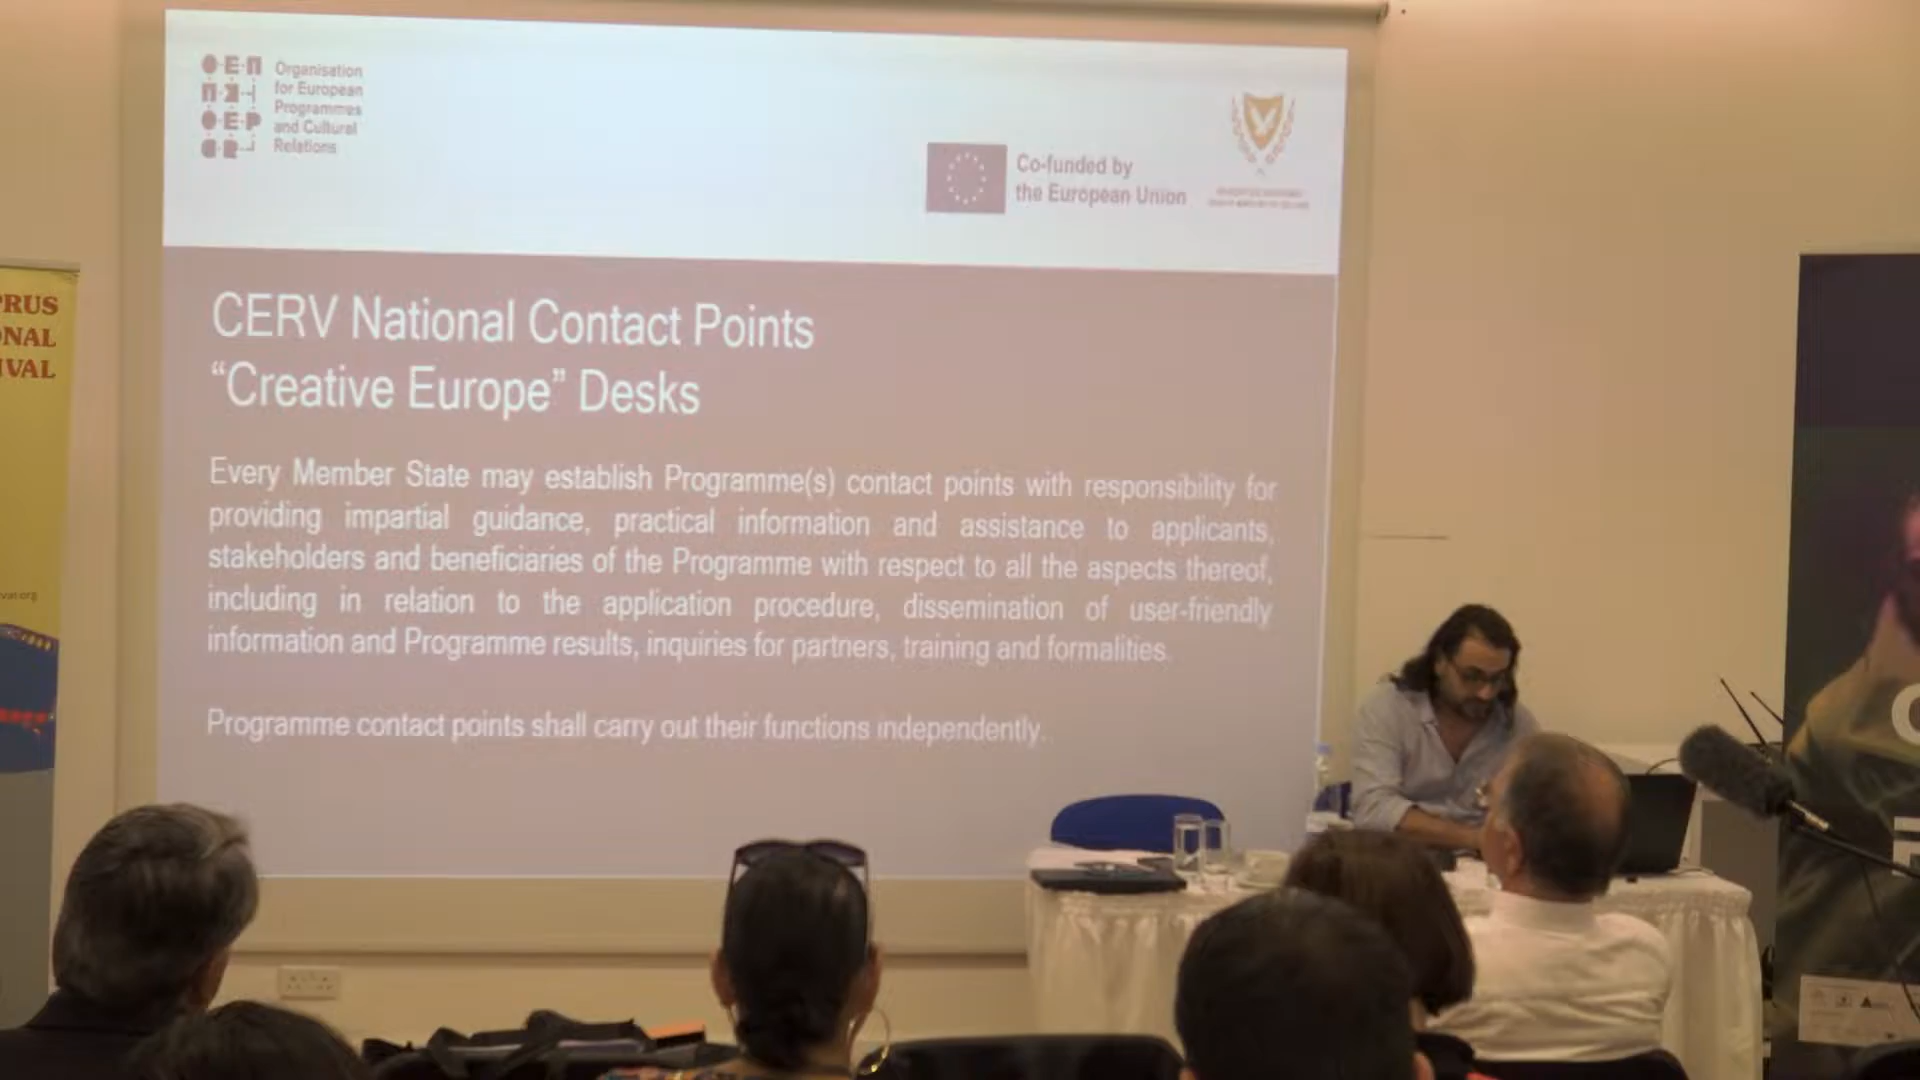 Organisation
for European
Programmes
and Cultural
Relations
Co-funded by
the European Union
CERV National Contact Points
“Creative Europe” Desks
Every Member State may establish Programme(s) contact points with responsibility for
providing impartial guidance, practical information and assistance to applicants,
stakeholders and beneficiaries of the Programme with respect to all the aspects thereof,
including in relation to the application procedure, dissemination of user-friendly
information and Programme results, inquiries for partners, training and formalities.
Programme contact points shall carry out their functions independently.
PRUS
ONAL
IVAL